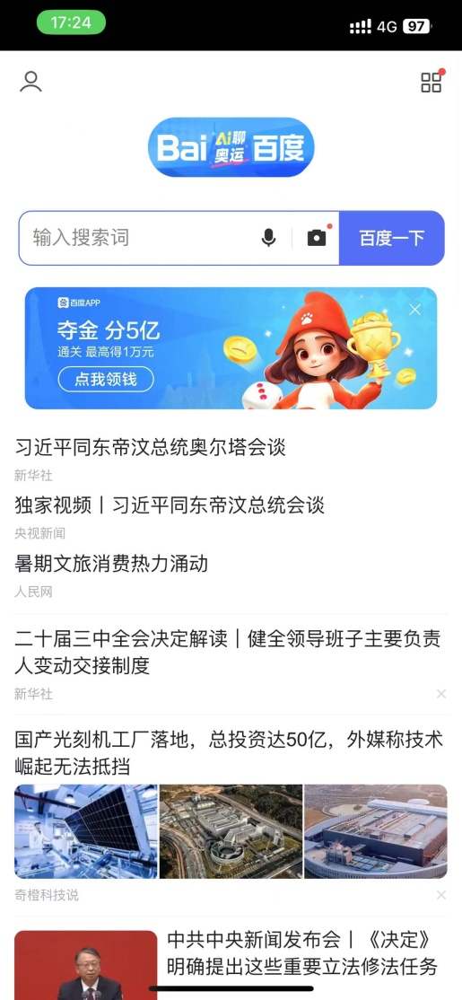 17:24
4G
97
Bai Ai聊奥运 百度
输入搜索词
百度一下
百度APP
夺金 分5亿
通关 最高得1万元
点我领钱
习近平同东帝汶总统奥尔塔会谈
新华社
独家视频丨习近平同东帝汶总统会谈
央视新闻
暑期文旅消费热力涌动
人民网
二十届三中全会决定解读｜健全领导班子主要负责
人变动交接制度
新华社
国产光刻机工厂落地，总投资达50亿，外媒称技术
崛起无法抵挡
奇橙科技说
中共中央新闻发布会丨《决定》
明确提出这些重要立法修法任务